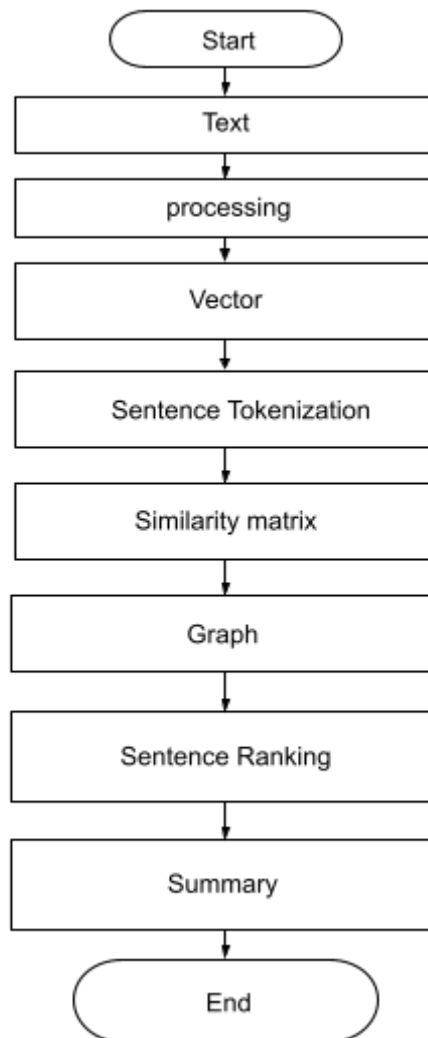 Start
Text
processing
Vector
Sentence Tokenization
Similarity matrix
Graph
Sentence Ranking
Summary
End